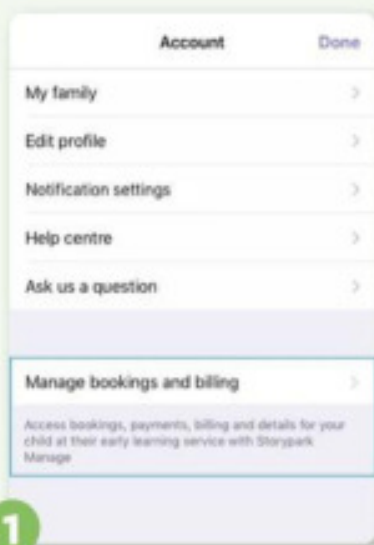 Account Done
My family
Edit profile
Notification settings
Help centre
Ask us a question
Manage bookings and billing
Access bookings, payments, billing and details for your
child at their early learning service with Storypark
Manage
1